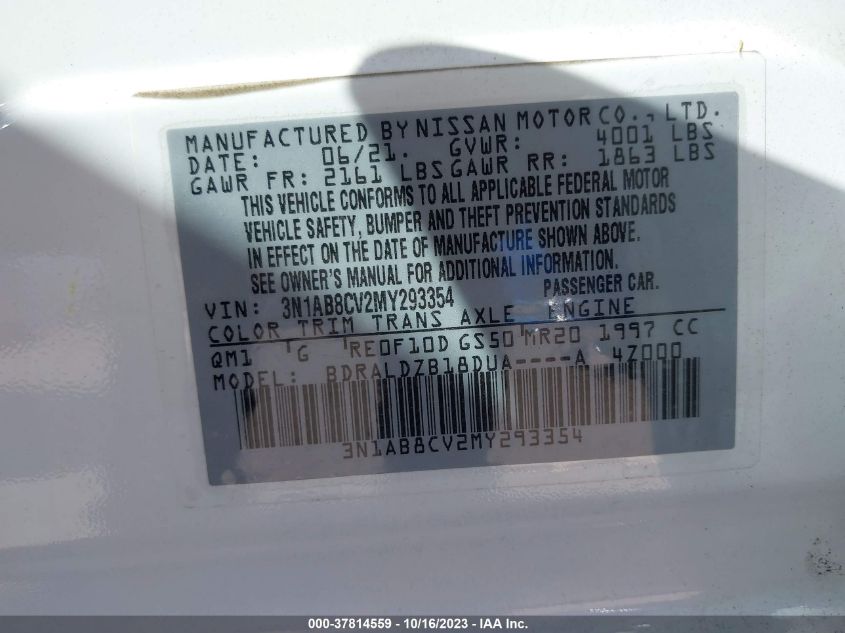 MANUFACTURED BY NISSAN MOTOR CO., LTD.
DATE: 06/21. GVWR: 4001 LBS
GAWR FR: 2161 LBS GAWR RR: 1863 LBS
THIS VEHICLE CONFORMS TO ALL APPLICABLE FEDERAL MOTOR
VEHICLE SAFETY, BUMPER AND THEFT PREVENTION STANDARDS
IN EFFECT ON THE DATE OF MANUFACTURE SHOWN ABOVE.
SEE OWNER'S MANUAL FOR ADDITIONAL INFORMATION.
VIN: 3N1AB8CV2MY293354 PASSENGER CAR.
COLOR TRIM TRANS AXLE ENGINE
QM1 G RE0F10D GS50 MR20 1997 CC
MODEL: BDRALDZB18DUA----A 4Z000
3N1AB8CV2MY293354
000-37814559 - 10/16/2023 - IAA Inc.